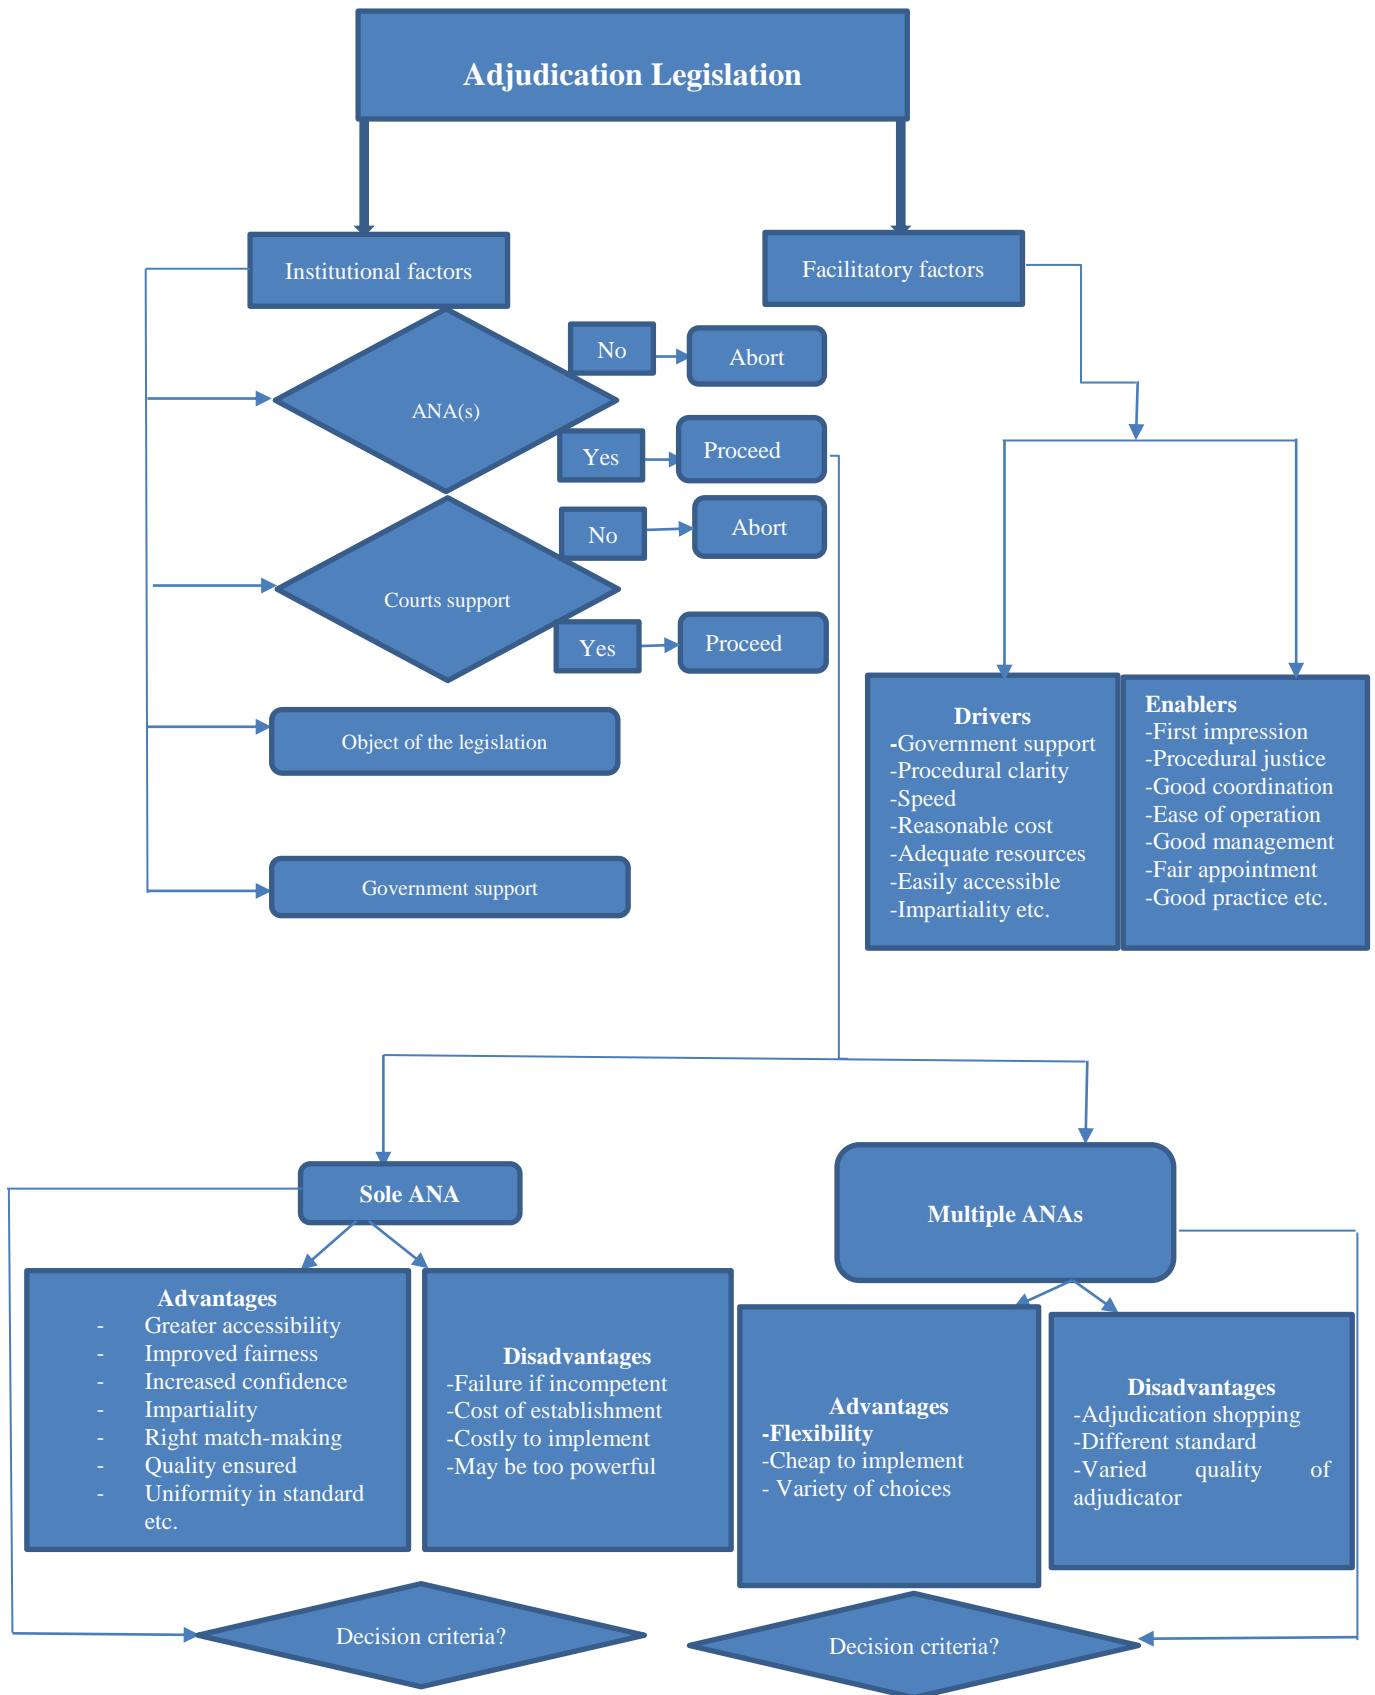 Adjudication Legislation
Institutional factors
Facilitatory factors
No
Abort
ANA(s)
Yes
Proceed
No
Abort
Courts support
Yes
Proceed
Object of the legislation
Government support
Drivers
-Government support
-Procedural clarity
-Speed
-Reasonable cost
-Adequate resources
-Easily accessible
-Impartiality etc.
Enablers
-First impression
-Procedural justice
-Good coordination
-Ease of operation
-Good management
-Fair appointment
-Good practice etc.
Sole ANA
Multiple ANAs
Advantages
- Greater accessibility
- Improved fairness
- Increased confidence
- Impartiality
- Right match-making
- Quality ensured
- Uniformity in standard
etc.
Disadvantages
-Failure if incompetent
-Cost of establishment
-Costly to implement
-May be too powerful
Advantages
-Flexibility
-Cheap to implement
- Variety of choices
Disadvantages
-Adjudication shopping
-Different standard
-Varied quality of
adjudicator
Decision criteria?
Decision criteria?